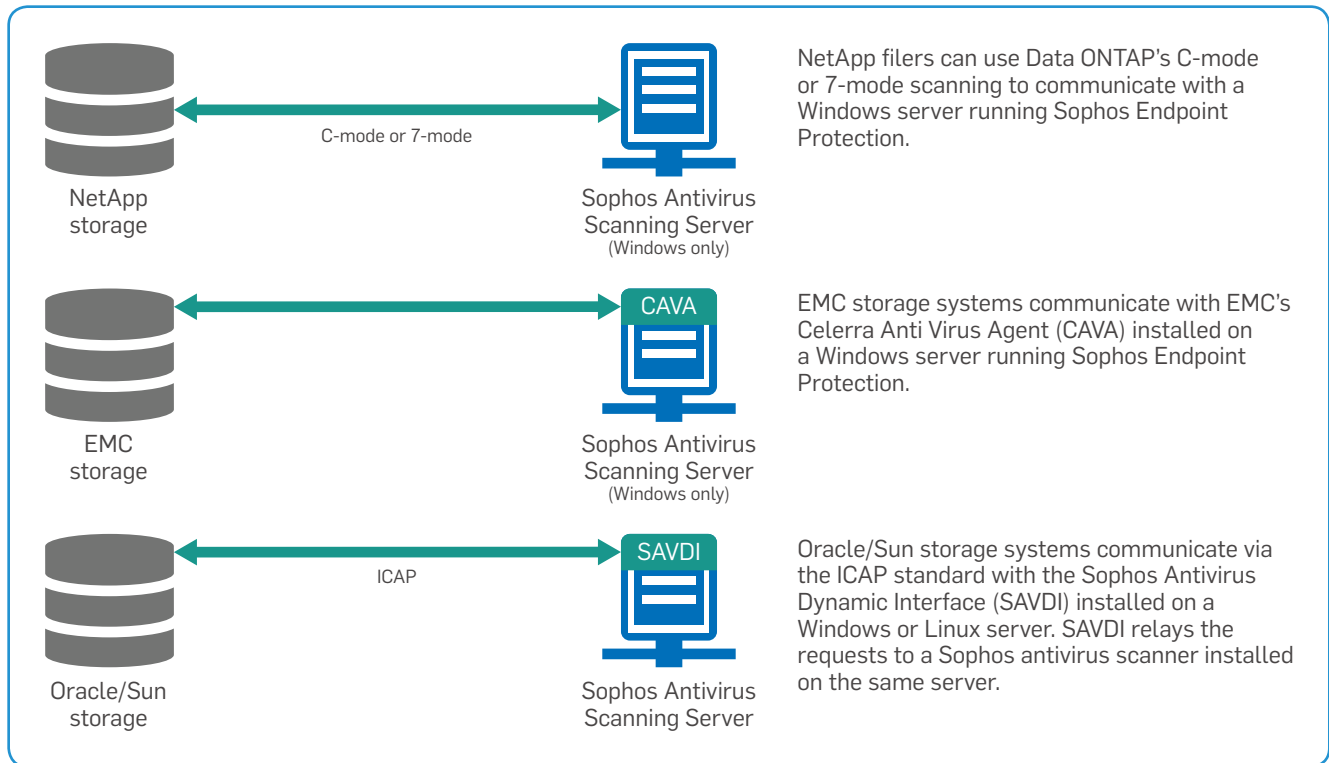 NetApp
storage
C-mode or 7-mode
Sophos Antivirus
Scanning Server
(Windows only)
NetApp filers can use Data ONTAP’s C-mode
or 7-mode scanning to communicate with a
Windows server running Sophos Endpoint
Protection.
EMC
storage
CAVA
Sophos Antivirus
Scanning Server
(Windows only)
EMC storage systems communicate with EMC’s
Celerra Anti Virus Agent (CAVA) installed on
a Windows server running Sophos Endpoint
Protection.
Oracle/Sun
storage
ICAP
SAVDI
Sophos Antivirus
Scanning Server
Oracle/Sun storage systems communicate via
the ICAP standard with the Sophos Antivirus
Dynamic Interface (SAVDI) installed on a
Windows or Linux server. SAVDI relays the
requests to a Sophos antivirus scanner installed
on the same server.